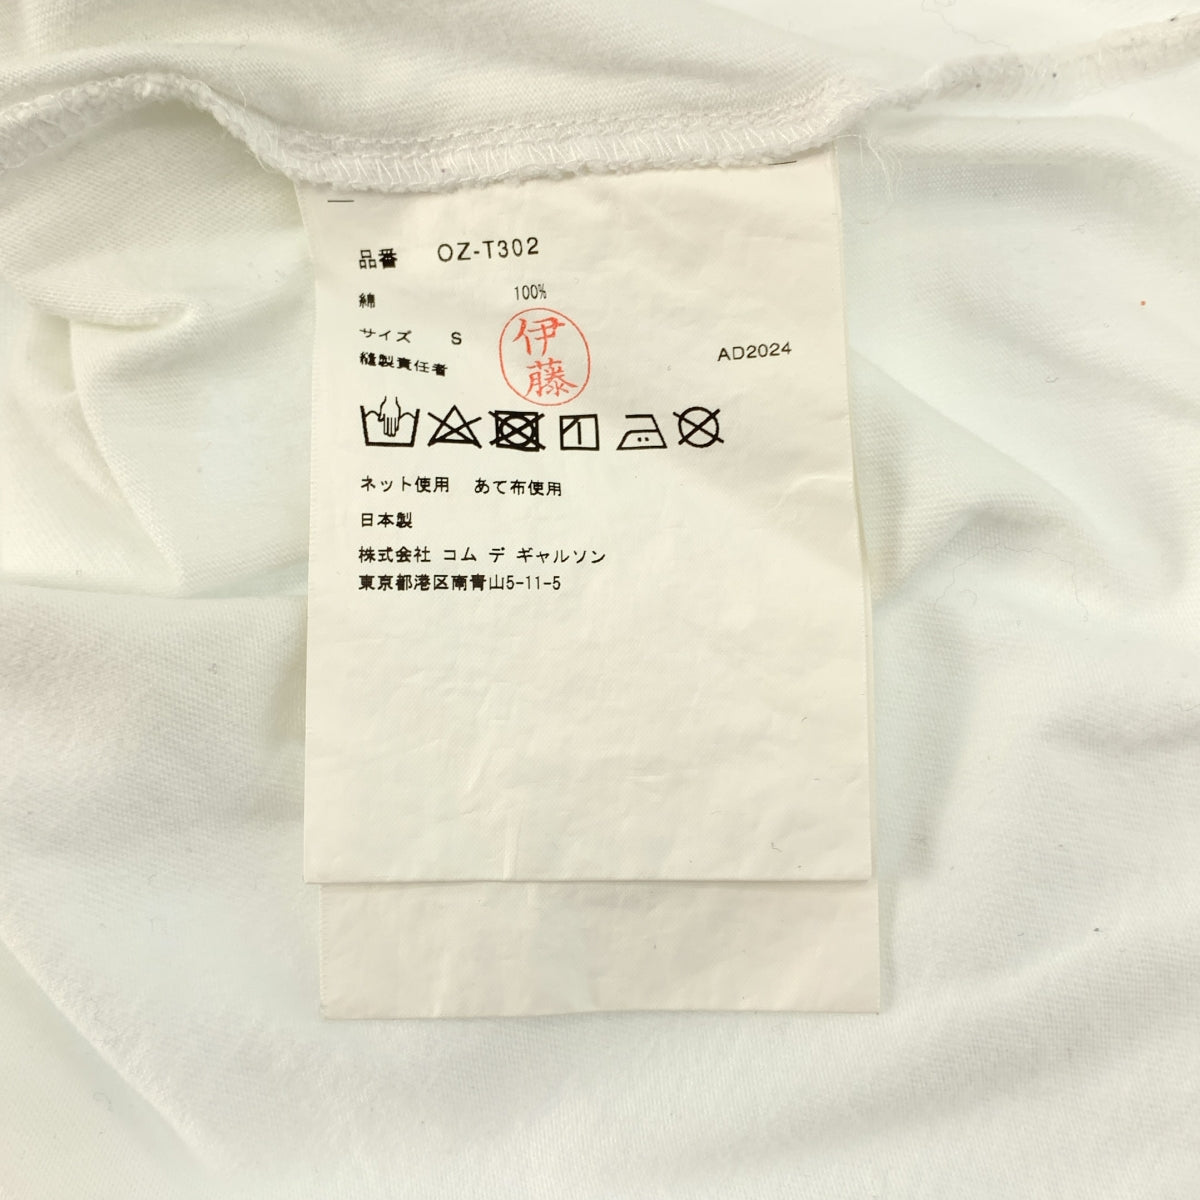 品番 OZ-T302
綿 100%
サイズ S
縫製責任者 伊藤
AD2024
ネット使用 あて布使用
日本製
株式会社 コム デ ギャルソン
東京都港区南青山5-11-5